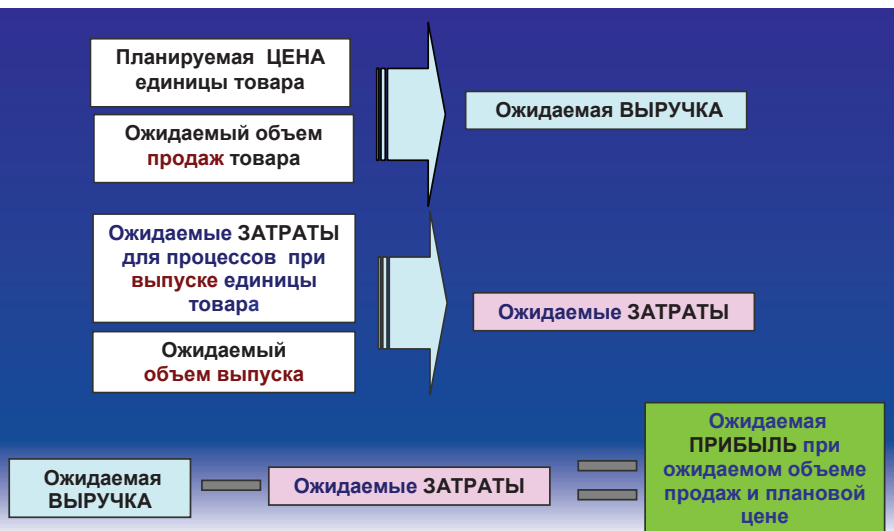 Планируемая ЦЕНА
единицы товара
Ожидаемый объем
продаж товара
Ожидаемая ВЫРУЧКА
Ожидаемые ЗАТРАТЫ
для процессов при
выпуске единицы
товара
Ожидаемый
объем выпуска
Ожидаемые ЗАТРАТЫ
Ожидаемая
ВЫРУЧКА
Ожидаемые ЗАТРАТЫ
Ожидаемая
ПРИБЫЛЬ при
ожидаемом объеме
продаж и плановой
цене